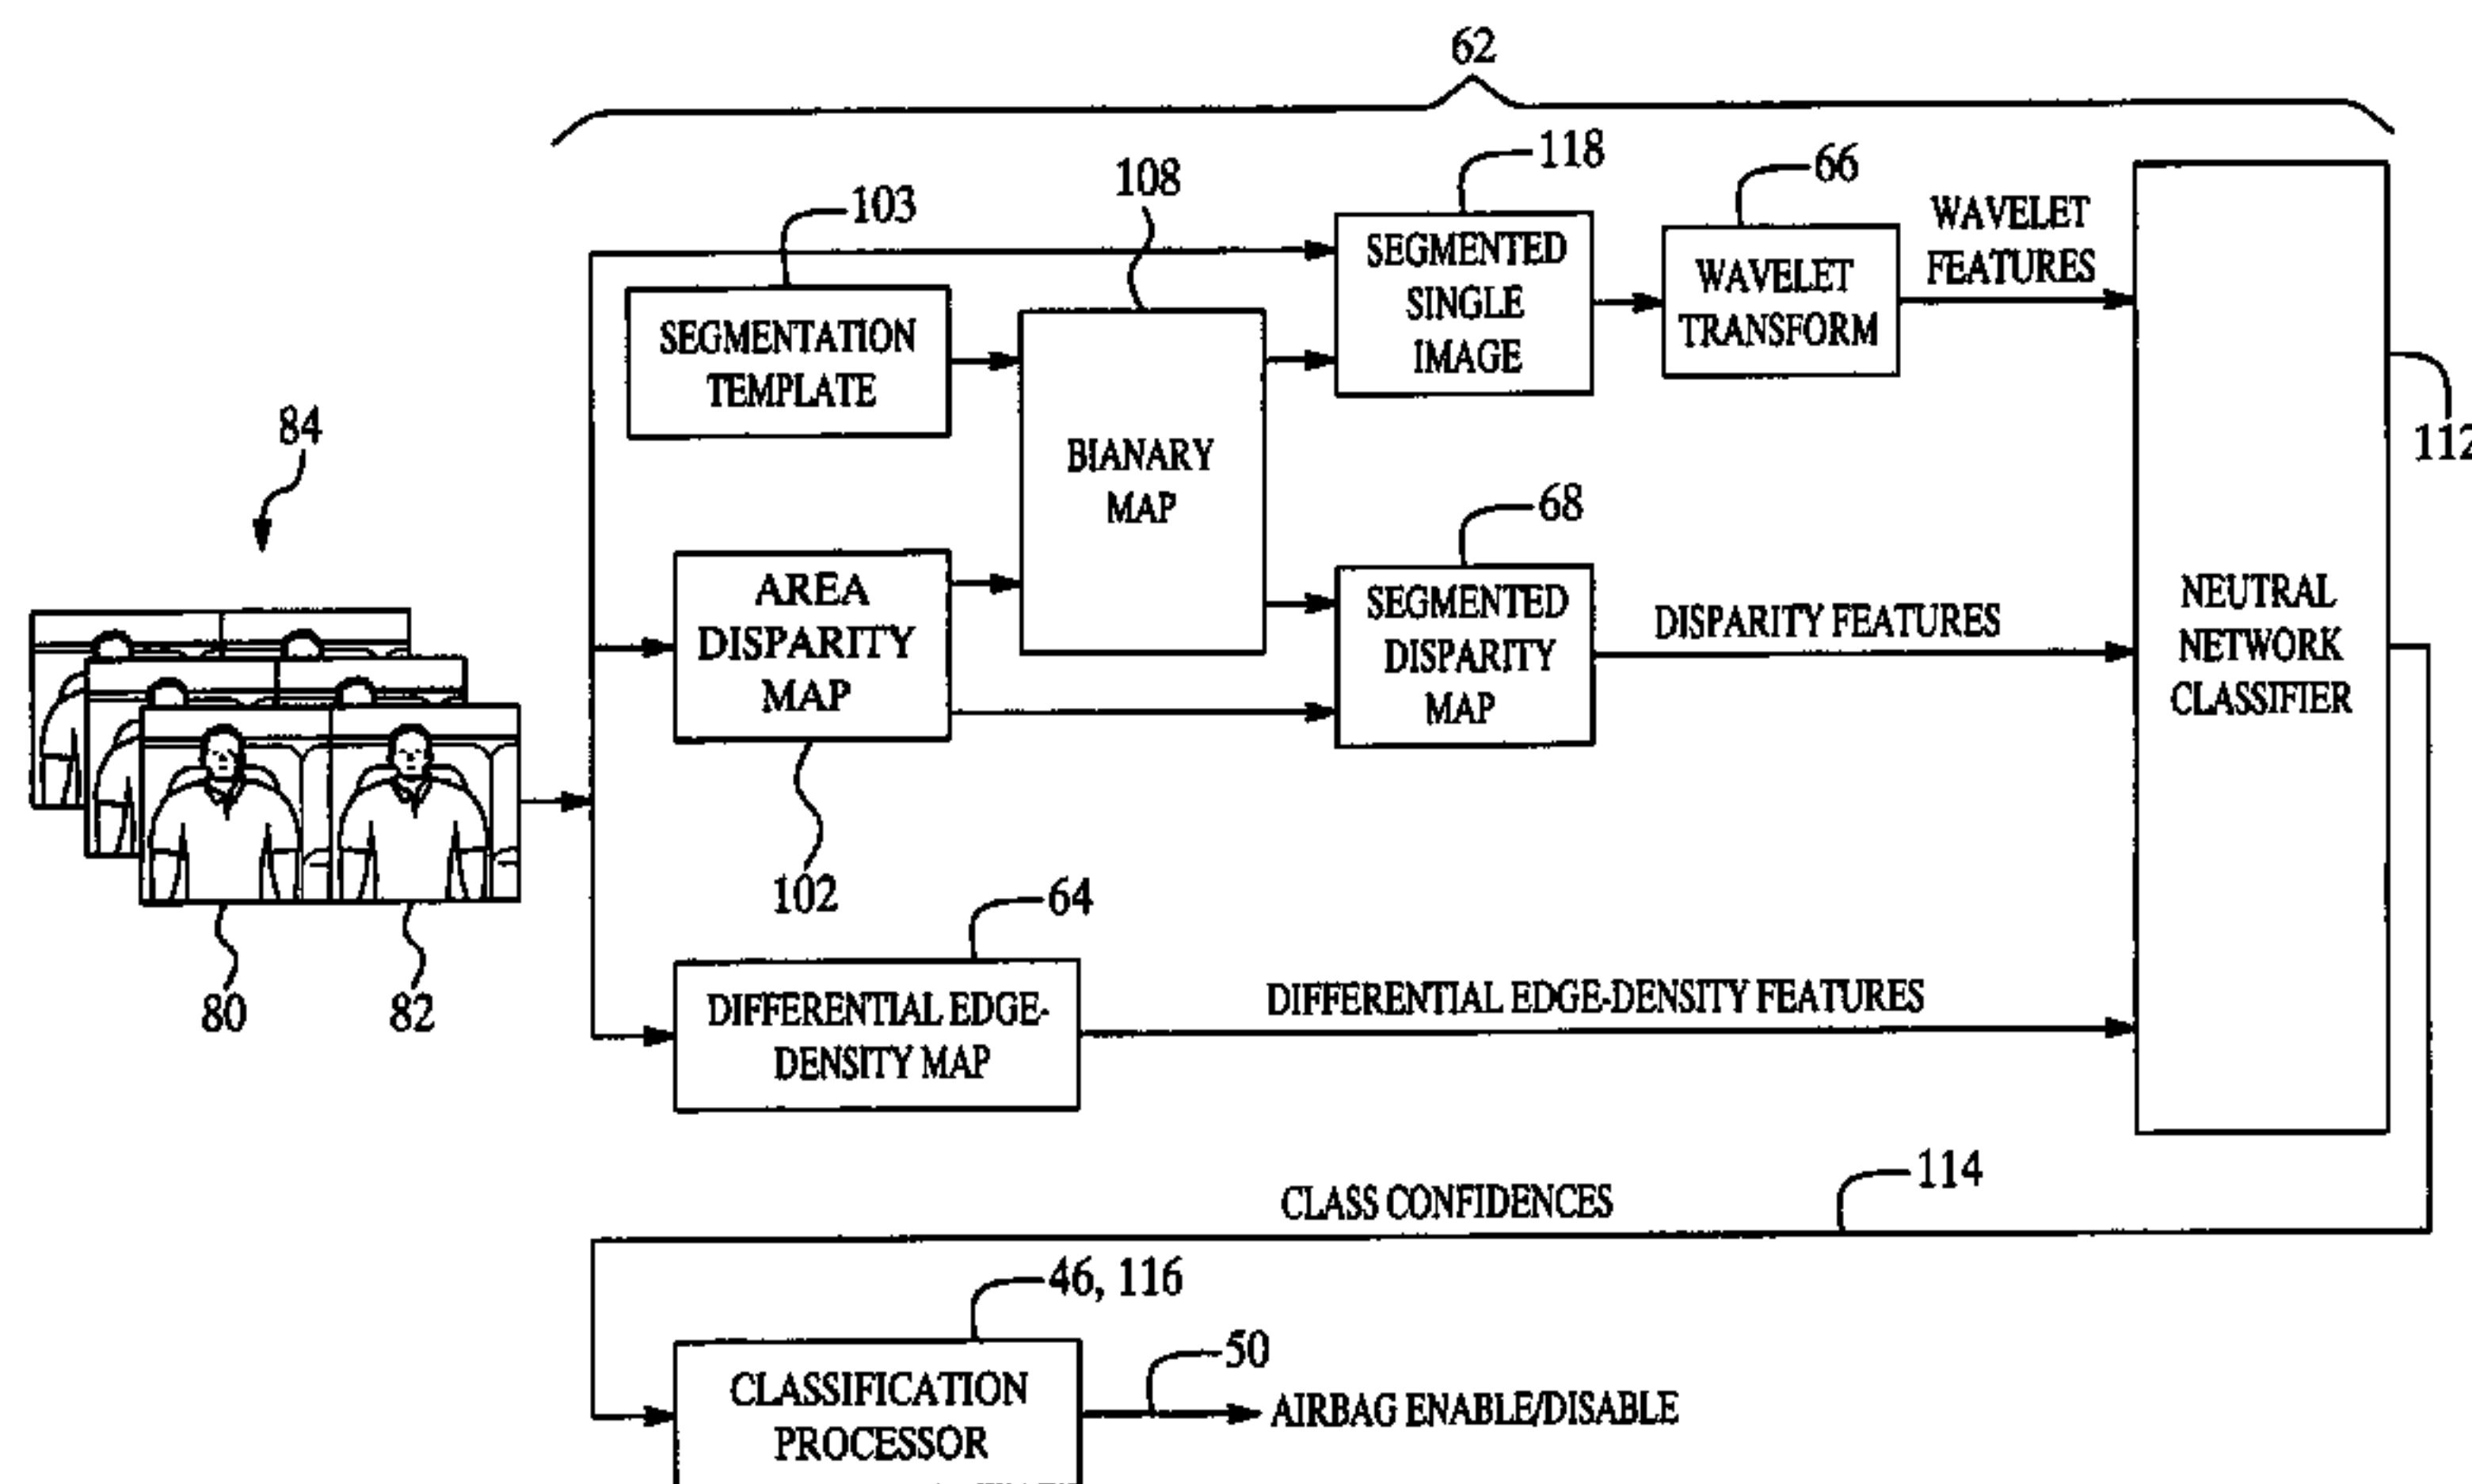 62
118
66
108
103
WAVELET
FEATURES
SEGMENTED
SINGLE
IMAGE
WAVELET
TRANSFORM
SEGMENTATION
TEMPLATE
112
84
BIANARY
MAP
68
AREA
DISPARITY
MAP
SEGMENTED
DISPARITY
MAP
DISPARITY FEATURES
NEUTRAL
NETWORK
CLASSIFIER
102
64
80
82
DIFFERENTIAL EDGE-
DENSITY MAP
DIFFERENTIAL EDGE-DENSITY FEATURES
114
CLASS CONFIDENCES
46, 116
50
CLASSIFICATION
PROCESSOR
AIRBAG ENABLE/DISABLE